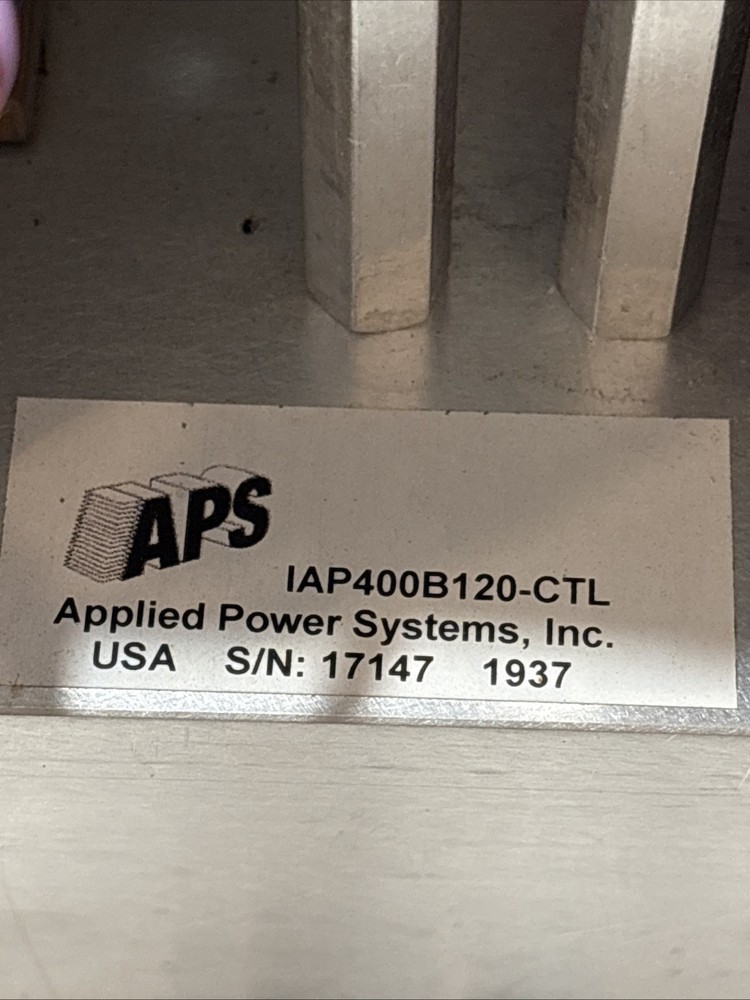 APS
IAP400B120-CTL
Applied Power Systems, Inc.
USA S/N: 17147 1937